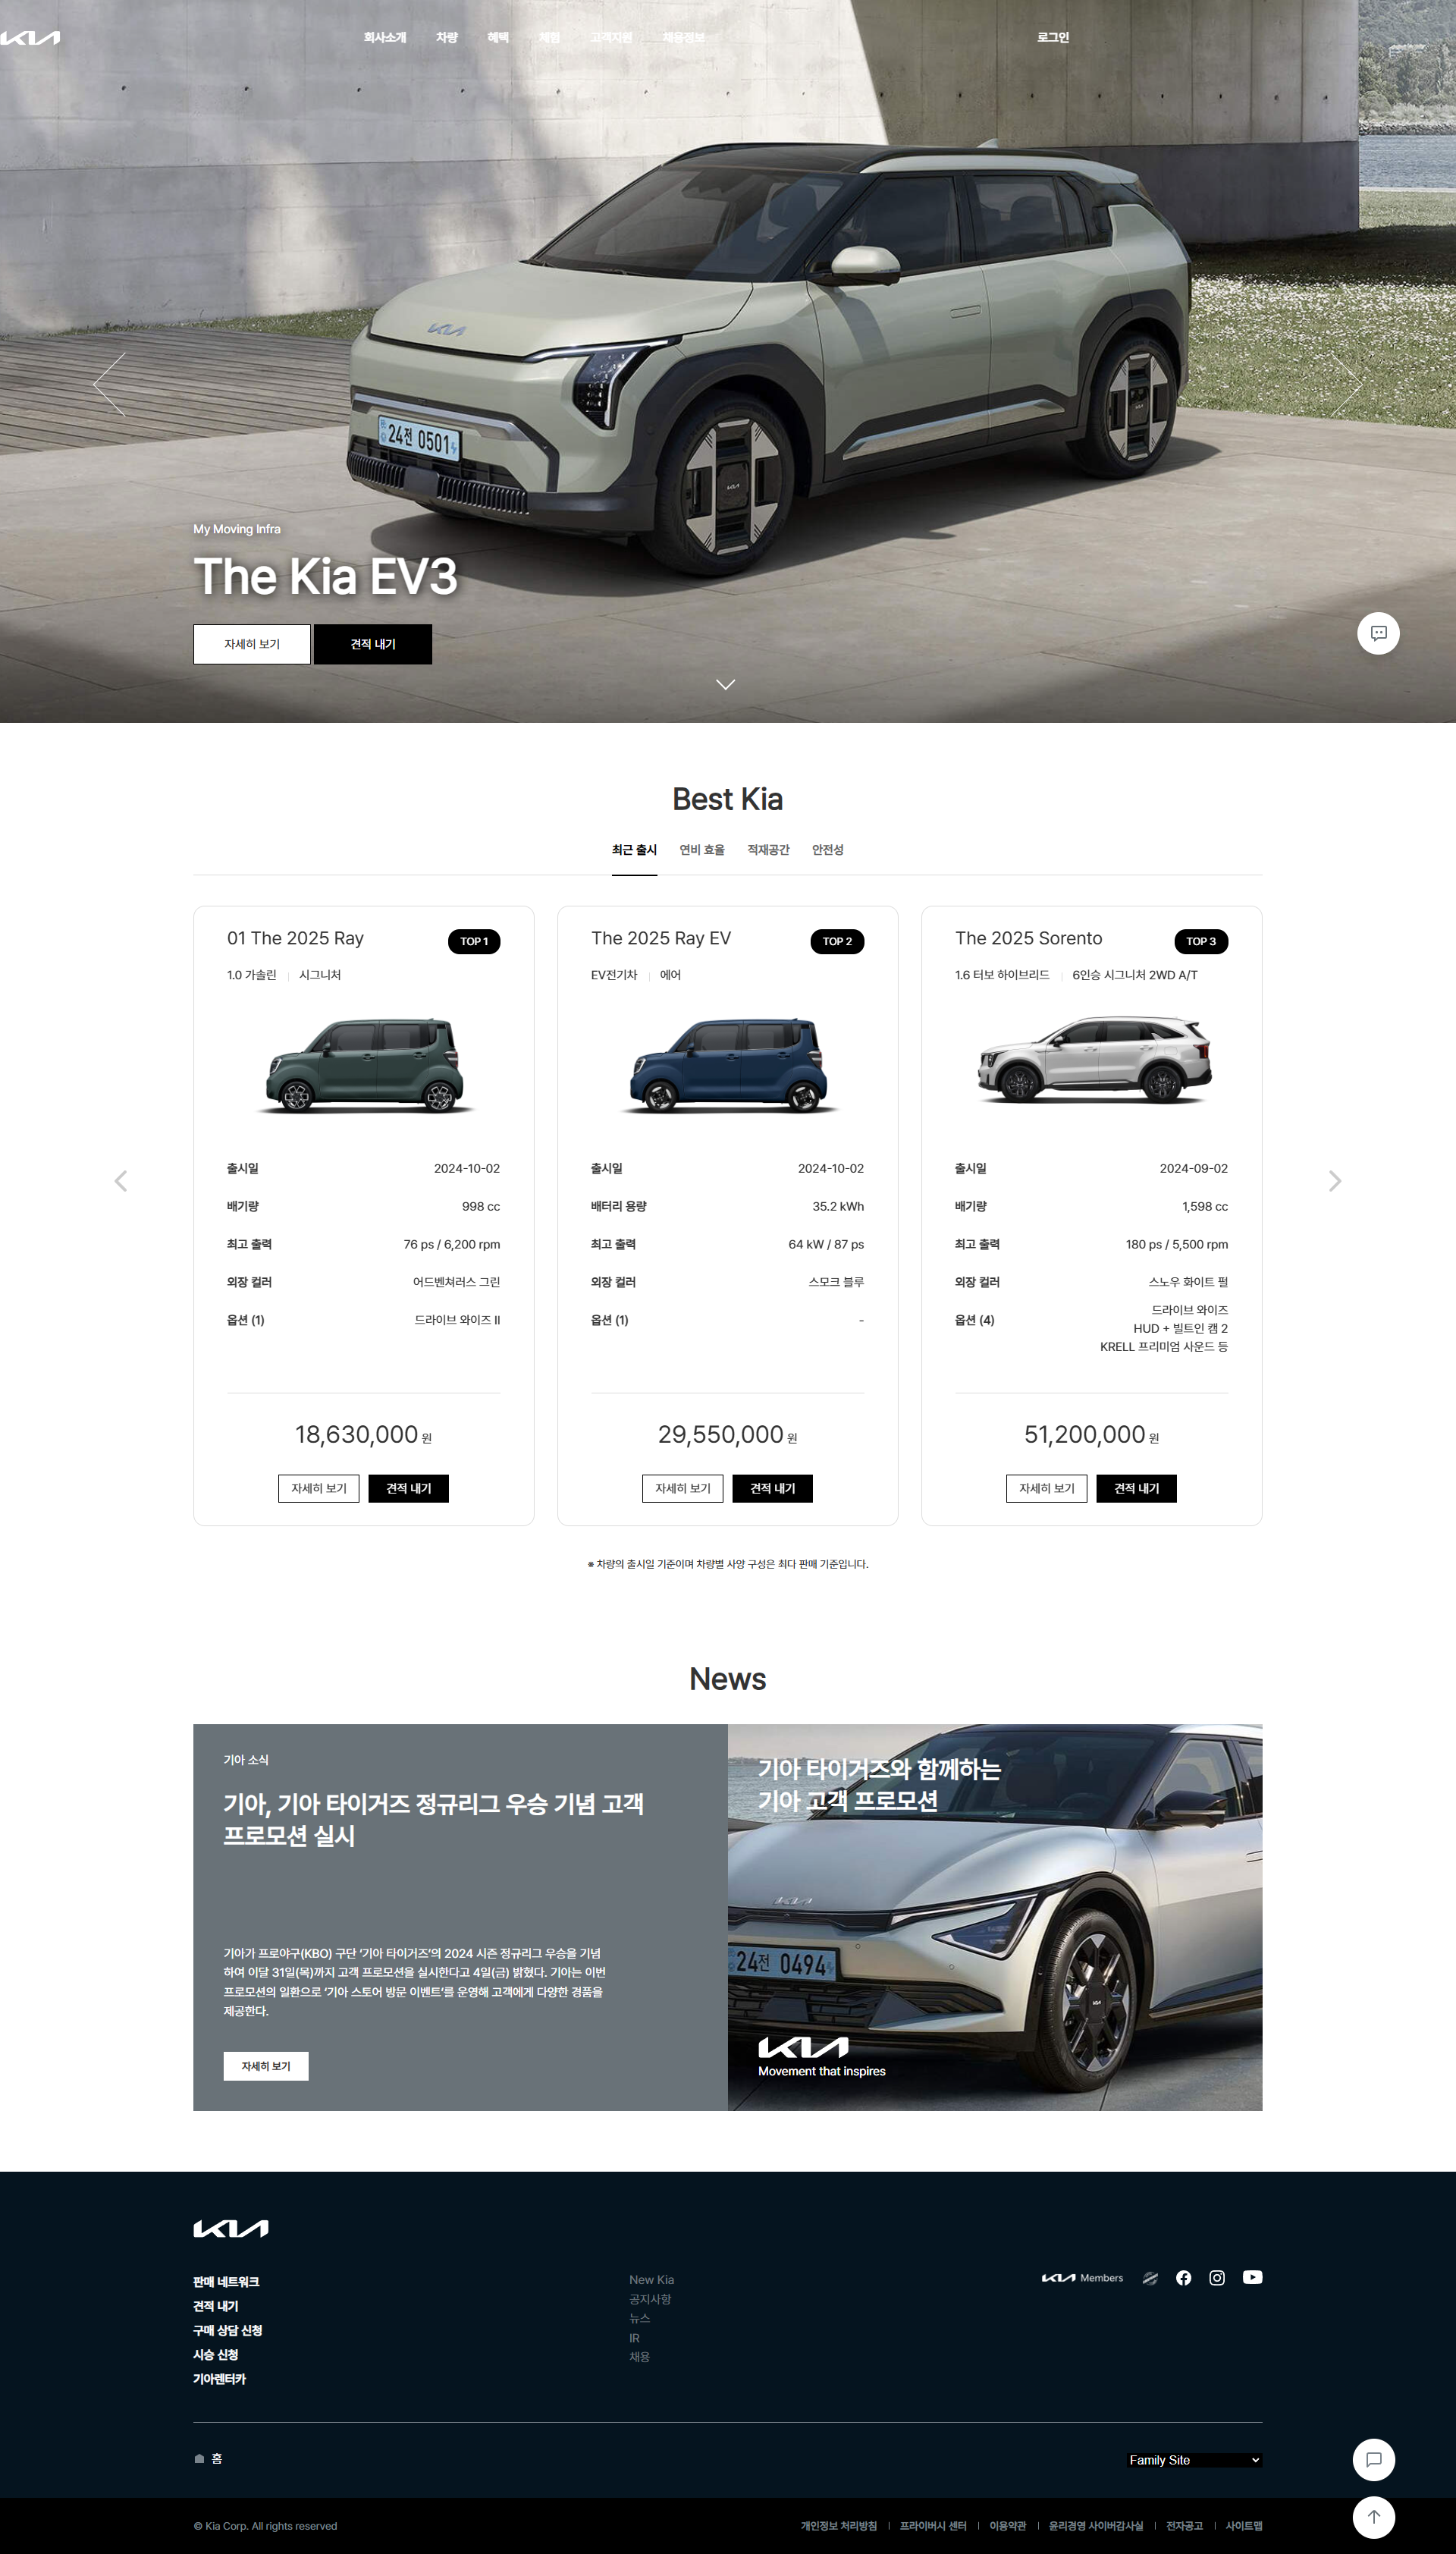 KIA
회사소개 차량 혜택 체험 고객지원 채용정보
로그인
24전 0501
My Moving Infra
The Kia EV3
자세히 보기 견적 내기
Best Kia
최근 출시 연비 효율 적재공간 안전성
01 The 2025 Ray TOP 1
1.0 가솔린 | 시그니처
출시일 2024-10-02
배기량 998 cc
최고 출력 76 ps / 6,200 rpm
외장 컬러 어드벤쳐러스 그린
옵션 (1) 드라이브 와이즈 II
18,630,000 원
자세히 보기 견적 내기
The 2025 Ray EV TOP 2
EV전기차 | 에어
출시일 2024-10-02
배터리 용량 35.2 kWh
최고 출력 64 kW / 87 ps
외장 컬러 스모크 블루
옵션 (1) -
29,550,000 원
자세히 보기 견적 내기
The 2025 Sorento TOP 3
1.6 터보 하이브리드 | 6인승 시그니처 2WD A/T
출시일 2024-09-02
배기량 1,598 cc
최고 출력 180 ps / 5,500 rpm
외장 컬러 스노우 화이트 펄
옵션 (4) 드라이브 와이즈
HUD + 빌트인 캠 2
KRELL 프리미엄 사운드 등
51,200,000 원
자세히 보기 견적 내기
※ 차량의 출시일 기준이며 차량별 사양 구성은 최다 판매 기준입니다.
News
기아 소식
기아, 기아 타이거즈 정규리그 우승 기념 고객
프로모션 실시
기아가 프로야구(KBO) 구단 ‘기아 타이거즈’의 2024 시즌 정규리그 우승을 기념
하여 이달 31일(목)까지 고객 프로모션을 실시한다고 4일(금) 밝혔다. 기아는 이번
프로모션의 일환으로 ‘기아 스토어 방문 이벤트’를 운영해 고객에게 다양한 경품을
제공한다.
자세히 보기
기아 타이거즈와 함께하는
기아 고객 프로모션
24전 0494
KIA
Movement that inspires
KIA
판매 네트워크
견적 내기
구매 상담 신청
시승 신청
기아렌터카
New Kia
공지사항
뉴스
IR
채용
KIA Members
홈
Family Site
© Kia Corp. All rights reserved
개인정보 처리방침 | 프라이버시 센터 | 이용약관 | 윤리경영 사이버감사실 | 전자공고 | 사이트맵